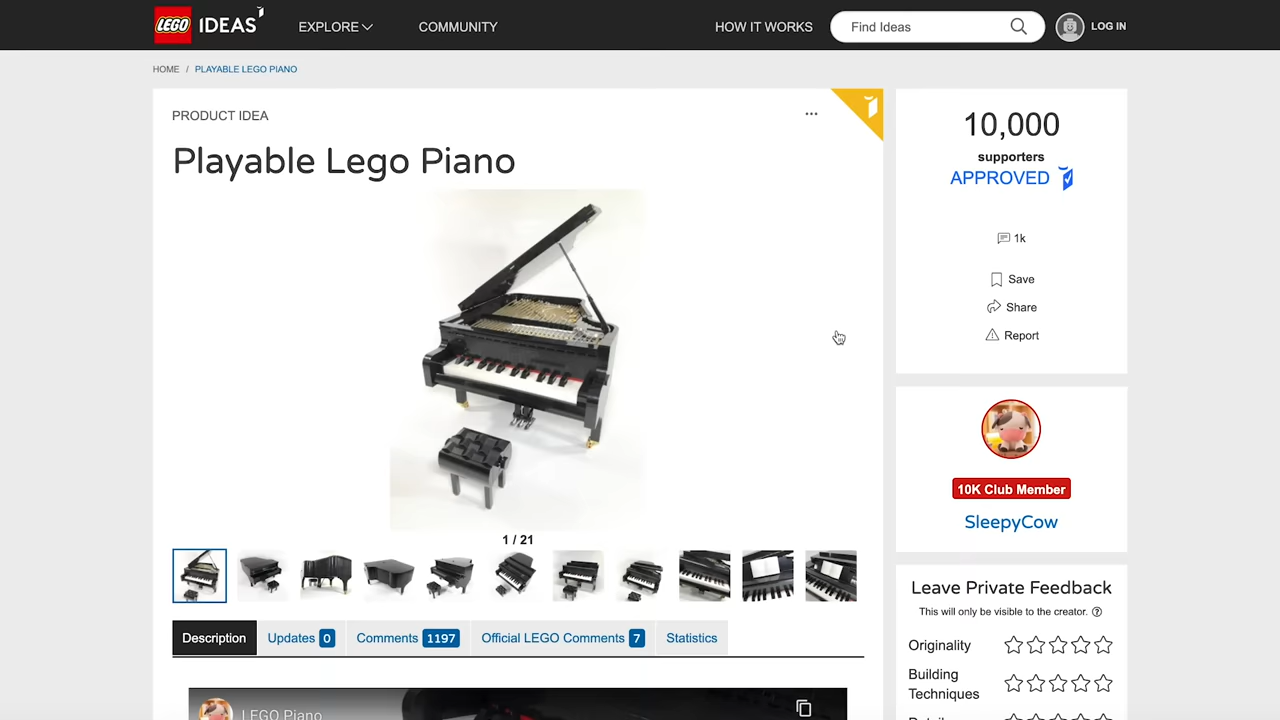 LEGO IDEAS
EXPLORE
COMMUNITY
HOW IT WORKS
Find Ideas
LOG IN
HOME / PLAYABLE LEGO PIANO
PRODUCT IDEA
Playable Lego Piano
1 / 21
Description
Updates 0
Comments 1197
Official LEGO Comments 7
Statistics
LEGO Piano
10,000
supporters
APPROVED
1k
Save
Share
Report
10K Club Member
SleepyCow
Leave Private Feedback
This will only be visible to the creator.
Originality
Building
Techniques